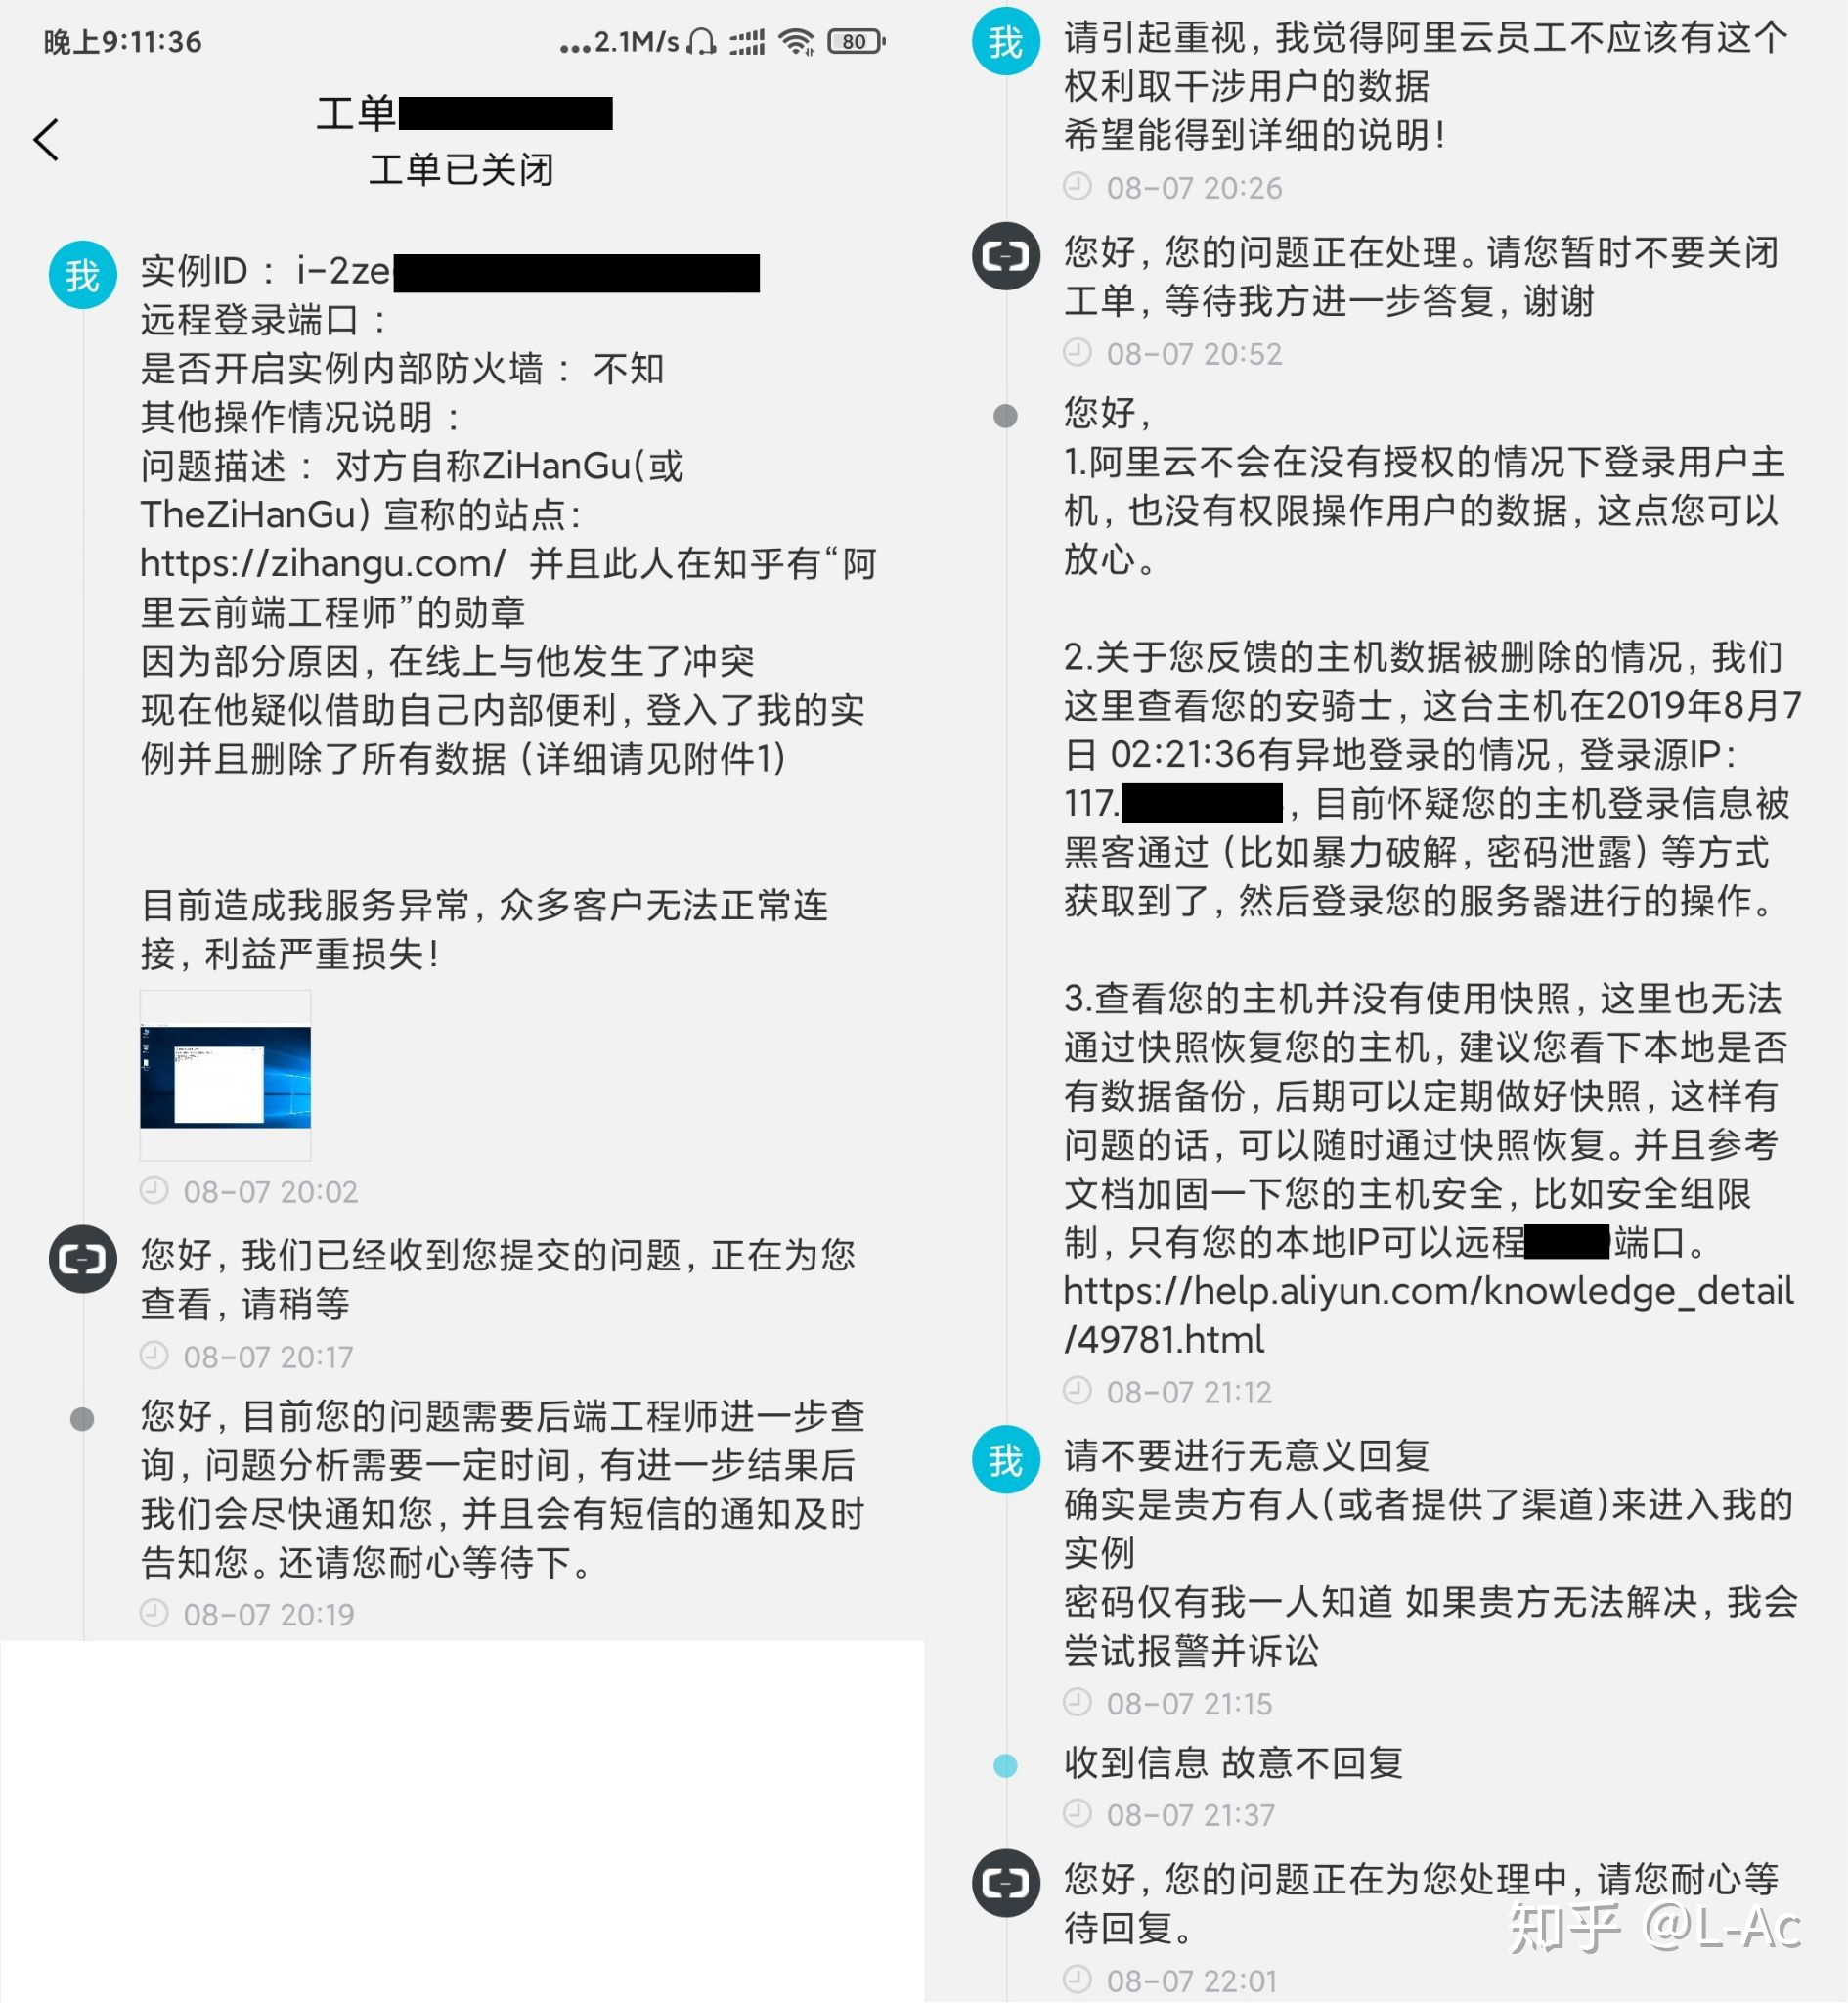 晚上9:11:36
...2.1M/s
80
工单
工单已关闭
我
实例ID： i-2ze
远程登录端口：
是否开启实例内部防火墙： 不知
其他操作情况说明：
问题描述： 对方自称ZiHanGu(或
TheZiHanGu) 宣称的站点：
https://zihangu.com/ 并且此人在知乎有“阿
里云前端工程师”的勋章
因为部分原因，在线上与他发生了冲突
现在他疑似借助自己内部便利，登入了我的实
例并且删除了所有数据（详细请见附件1）
目前造成我服务异常，众多客户无法正常连
接，利益严重损失！
08-07 20:02
您好，我们已经收到您提交的问题，正在为您
查看，请稍等
08-07 20:17
您好，目前您的问题需要后端工程师进一步查
询，问题分析需要一定时间，有进一步结果后
我们会尽快通知您，并且会有短信的通知及时
告知您。还请您耐心等待下。
08-07 20:19
我
请引起重视，我觉得阿里云员工不应该有这个
权利取干涉用户的数据
希望能得到详细的说明！
08-07 20:26
您好，您的问题正在处理。请您暂时不要关闭
工单，等待我方进一步答复，谢谢
08-07 20:52
您好，
1.阿里云不会在没有授权的情况下登录用户主
机，也没有权限操作用户的数据，这点您可以
放心。
2.关于您反馈的主机数据被删除的情况，我们
这里查看您的安骑士，这台主机在2019年8月7
日 02:21:36有异地登录的情况，登录源IP：
117. ，目前怀疑您的主机登录信息被
黑客通过（比如暴力破解，密码泄露）等方式
获取到了，然后登录您的服务器进行的操作。
3.查看您的主机并没有使用快照，这里也无法
通过快照恢复您的主机，建议您看下本地是否
有数据备份，后期可以定期做好快照，这样有
问题的话，可以随时通过快照恢复。并且参考
文档加固一下您的主机安全，比如安全组限
制，只有您的本地IP可以远程 端口。
https://help.aliyun.com/knowledge_detail
/49781.html
08-07 21:12
我
请不要进行无意义回复
确实是贵方有人(或者提供了渠道)来进入我的
实例
密码仅有我一人知道 如果贵方无法解决，我会
尝试报警并诉讼
08-07 21:15
收到信息 故意不回复
08-07 21:37
您好，您的问题正在为您处理中，请您耐心等
待回复。
08-07 22:01
知乎 @L-Ac